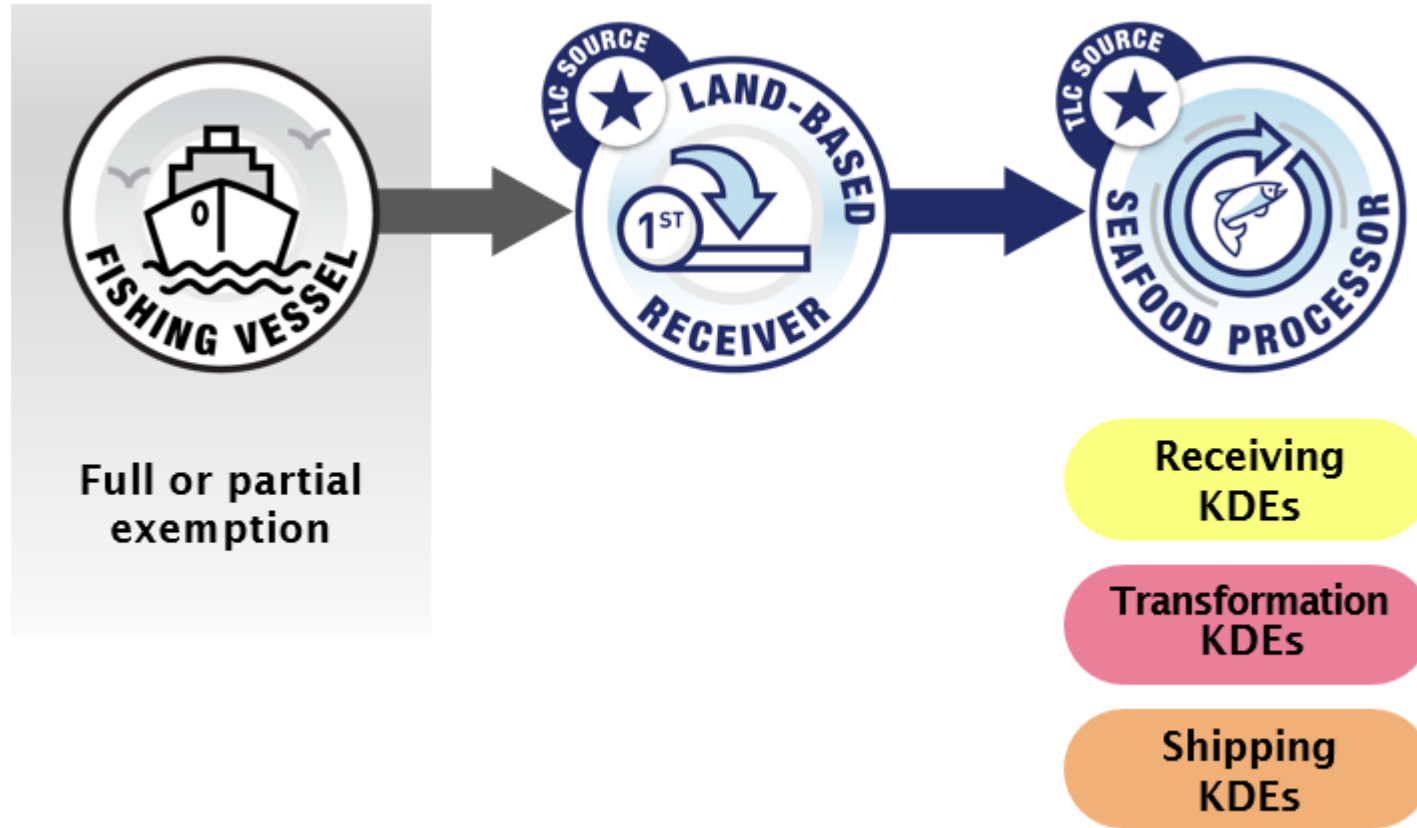 FISHING VESSEL
Full or partial
exemption
TLC SOURCE
LAND-BASED
1ST
RECEIVER
TLC SOURCE
SEAFOOD PROCESSOR
Receiving
KDEs
Transformation
KDEs
Shipping
KDEs